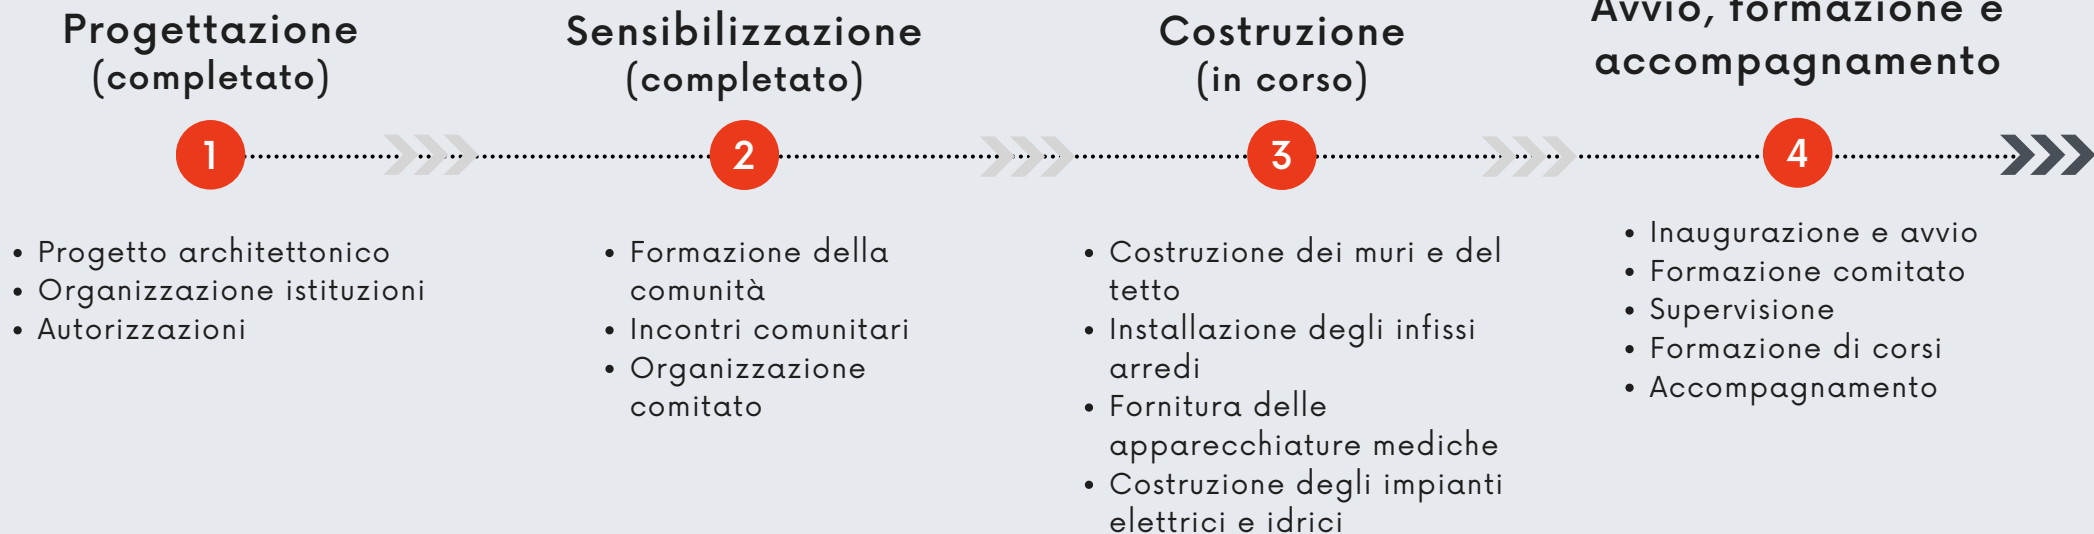 Progettazione
(completato)
1
• Progetto architettonico
• Organizzazione istituzioni
• Autorizzazioni
Sensibilizzazione
(completato)
2
• Formazione della
comunità
• Incontri comunitari
• Organizzazione
comitato
Costruzione
(in corso)
3
• Costruzione dei muri e del
tetto
• Installazione degli infissi
arredi
• Fornitura delle
apparecchiature mediche
• Costruzione degli impianti
elettrici e idrici
Avvio, formazione e
accompagnamento
4
• Inaugurazione e avvio
• Formazione comitato
• Supervisione
• Formazione di corsi
• Accompagnamento